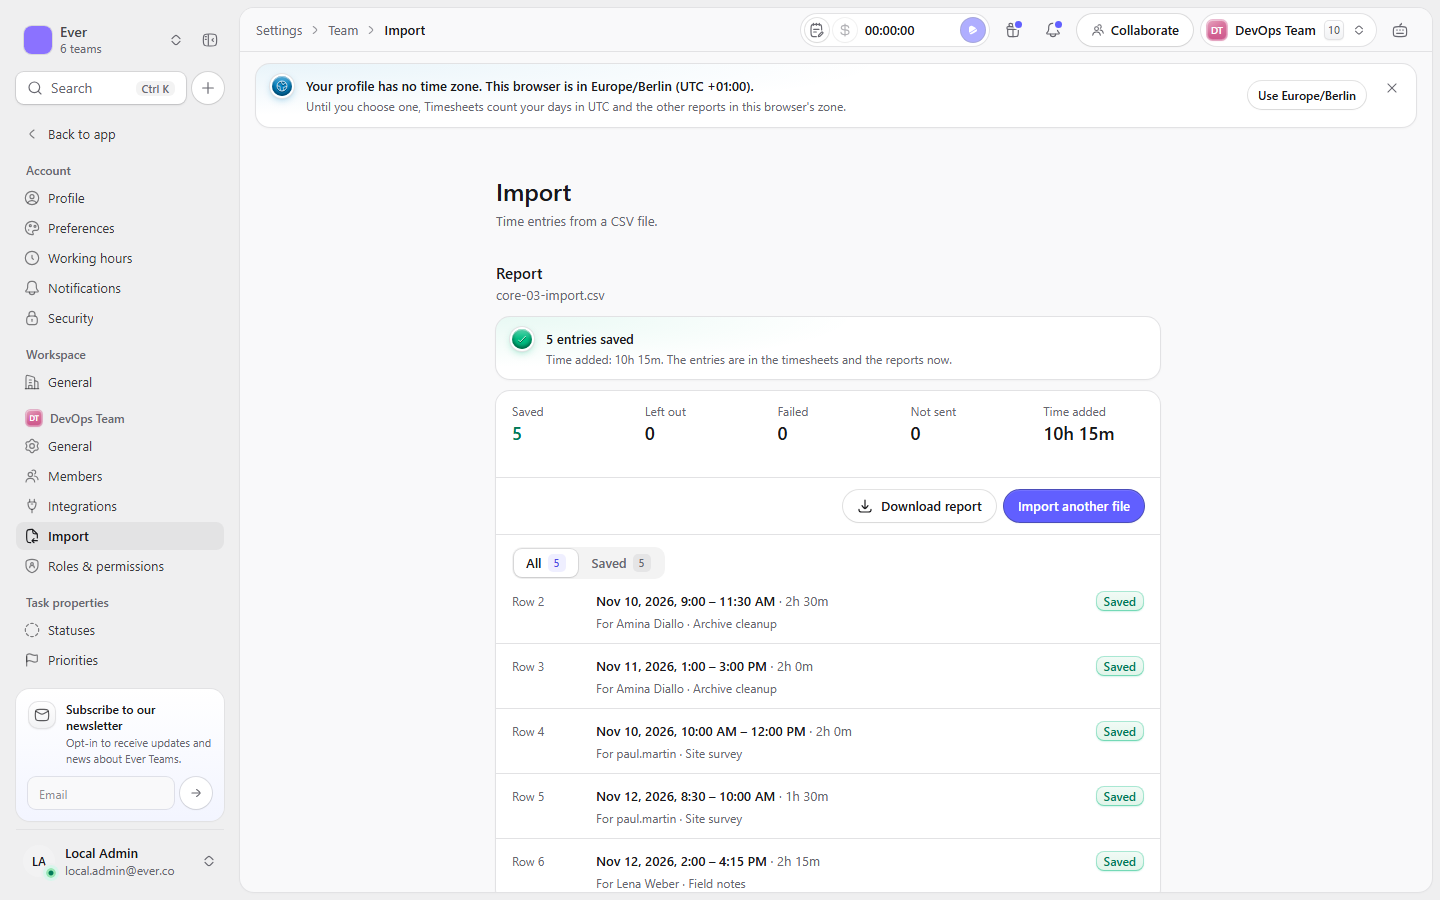 Ever
6 teams
Search
Ctrl K
Back to app
Account
Profile
Preferences
Working hours
Notifications
Security
Workspace
General
DT DevOps Team
General
Members
Integrations
Import
Roles & permissions
Task properties
Statuses
Priorities
Subscribe to our
newsletter
Opt-in to receive updates and
news about Ever Teams.
Email
LA
Local Admin
local.admin@ever.co
Settings
Team
Import
$
00:00:00
Collaborate
DT DevOps Team 10
Your profile has no time zone. This browser is in Europe/Berlin (UTC +01:00).
Until you choose one, Timesheets count your days in UTC and the other reports in this browser's zone.
Use Europe/Berlin
Import
Time entries from a CSV file.
Report
core-03-import.csv
5 entries saved
Time added: 10h 15m. The entries are in the timesheets and the reports now.
Saved
5
Left out
0
Failed
0
Not sent
0
Time added
10h 15m
Download report
Import another file
All 5
Saved 5
Row 2
Nov 10, 2026, 9:00 – 11:30 AM · 2h 30m
For Amina Diallo · Archive cleanup
Saved
Row 3
Nov 11, 2026, 1:00 – 3:00 PM · 2h 0m
For Amina Diallo · Archive cleanup
Saved
Row 4
Nov 10, 2026, 10:00 AM – 12:00 PM · 2h 0m
For paul.martin · Site survey
Saved
Row 5
Nov 12, 2026, 8:30 – 10:00 AM · 1h 30m
For paul.martin · Site survey
Saved
Row 6
Nov 12, 2026, 2:00 – 4:15 PM · 2h 15m
For Lena Weber · Field notes
Saved